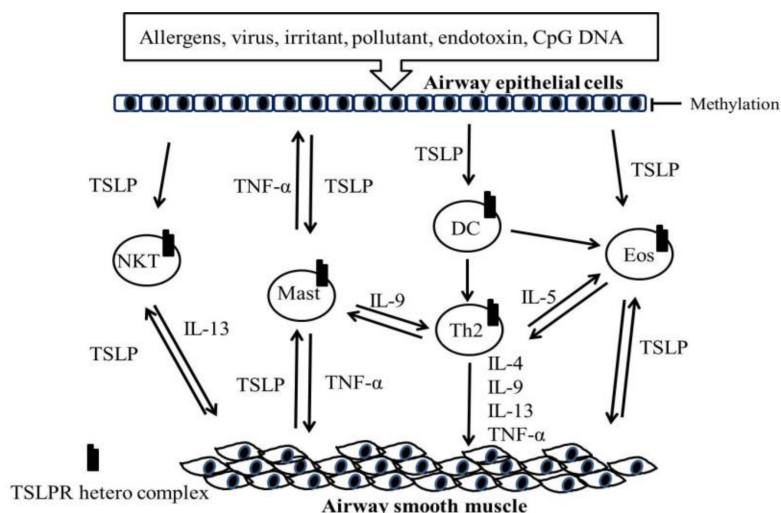 Allergens, virus, irritant, pollutant, endotoxin, CpG DNA
Airway epithelial cells
Methylation
TSLP
TNF-α
TSLP
TSLP
TSLP
NKT
Mast
DC
Eos
IL-9
Th2
IL-5
IL-13
TSLP
TSLP
TNF-α
IL-4
IL-9
IL-13
TNF-α
TSLP
TSLPR hetero complex
Airway smooth muscle